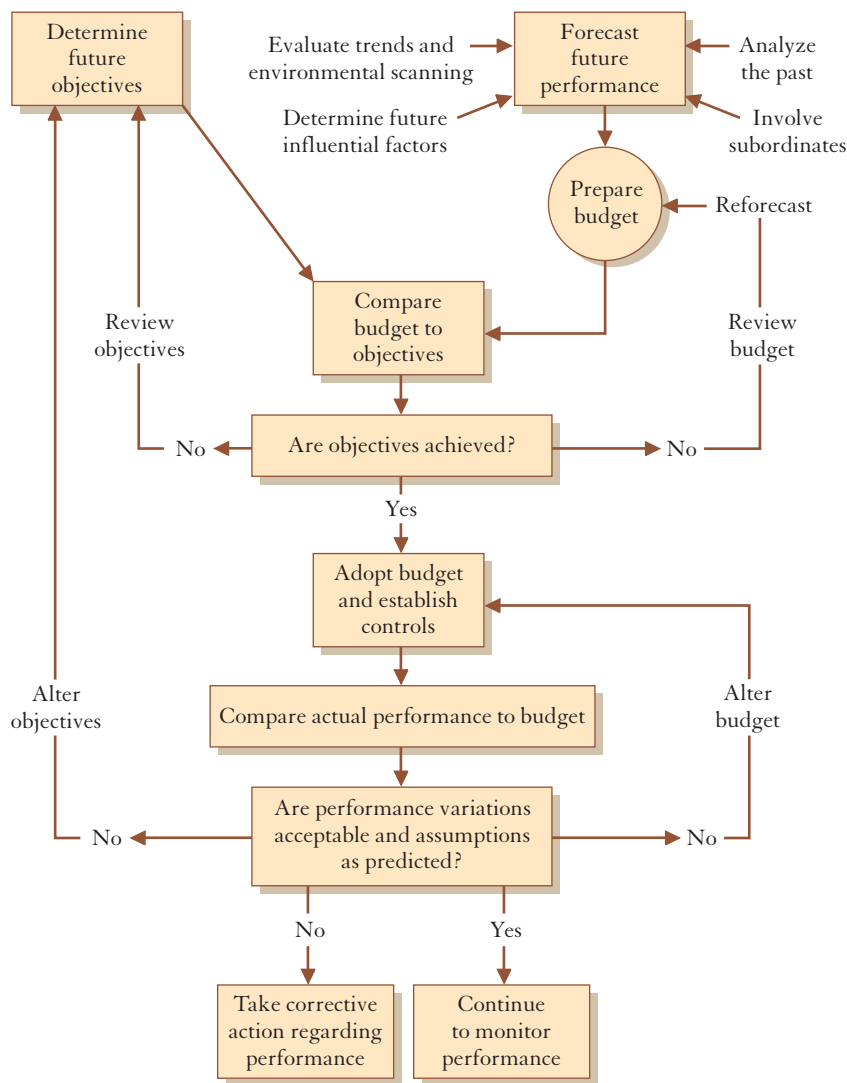 Determine
future
objectives
Evaluate trends and
environmental scanning
Determine future
influential factors
Forecast
future
performance
Analyze
the past
Involve
subordinates
Prepare
budget
Reforecast
Compare
budget to
objectives
Review
objectives
Review
budget
No
Are objectives achieved?
No
Yes
Adopt budget
and establish
controls
Alter
objectives
Compare actual performance to budget
Alter
budget
No
Are performance variations
acceptable and assumptions
as predicted?
No
No
Yes
Take corrective
action regarding
performance
Continue
to monitor
performance